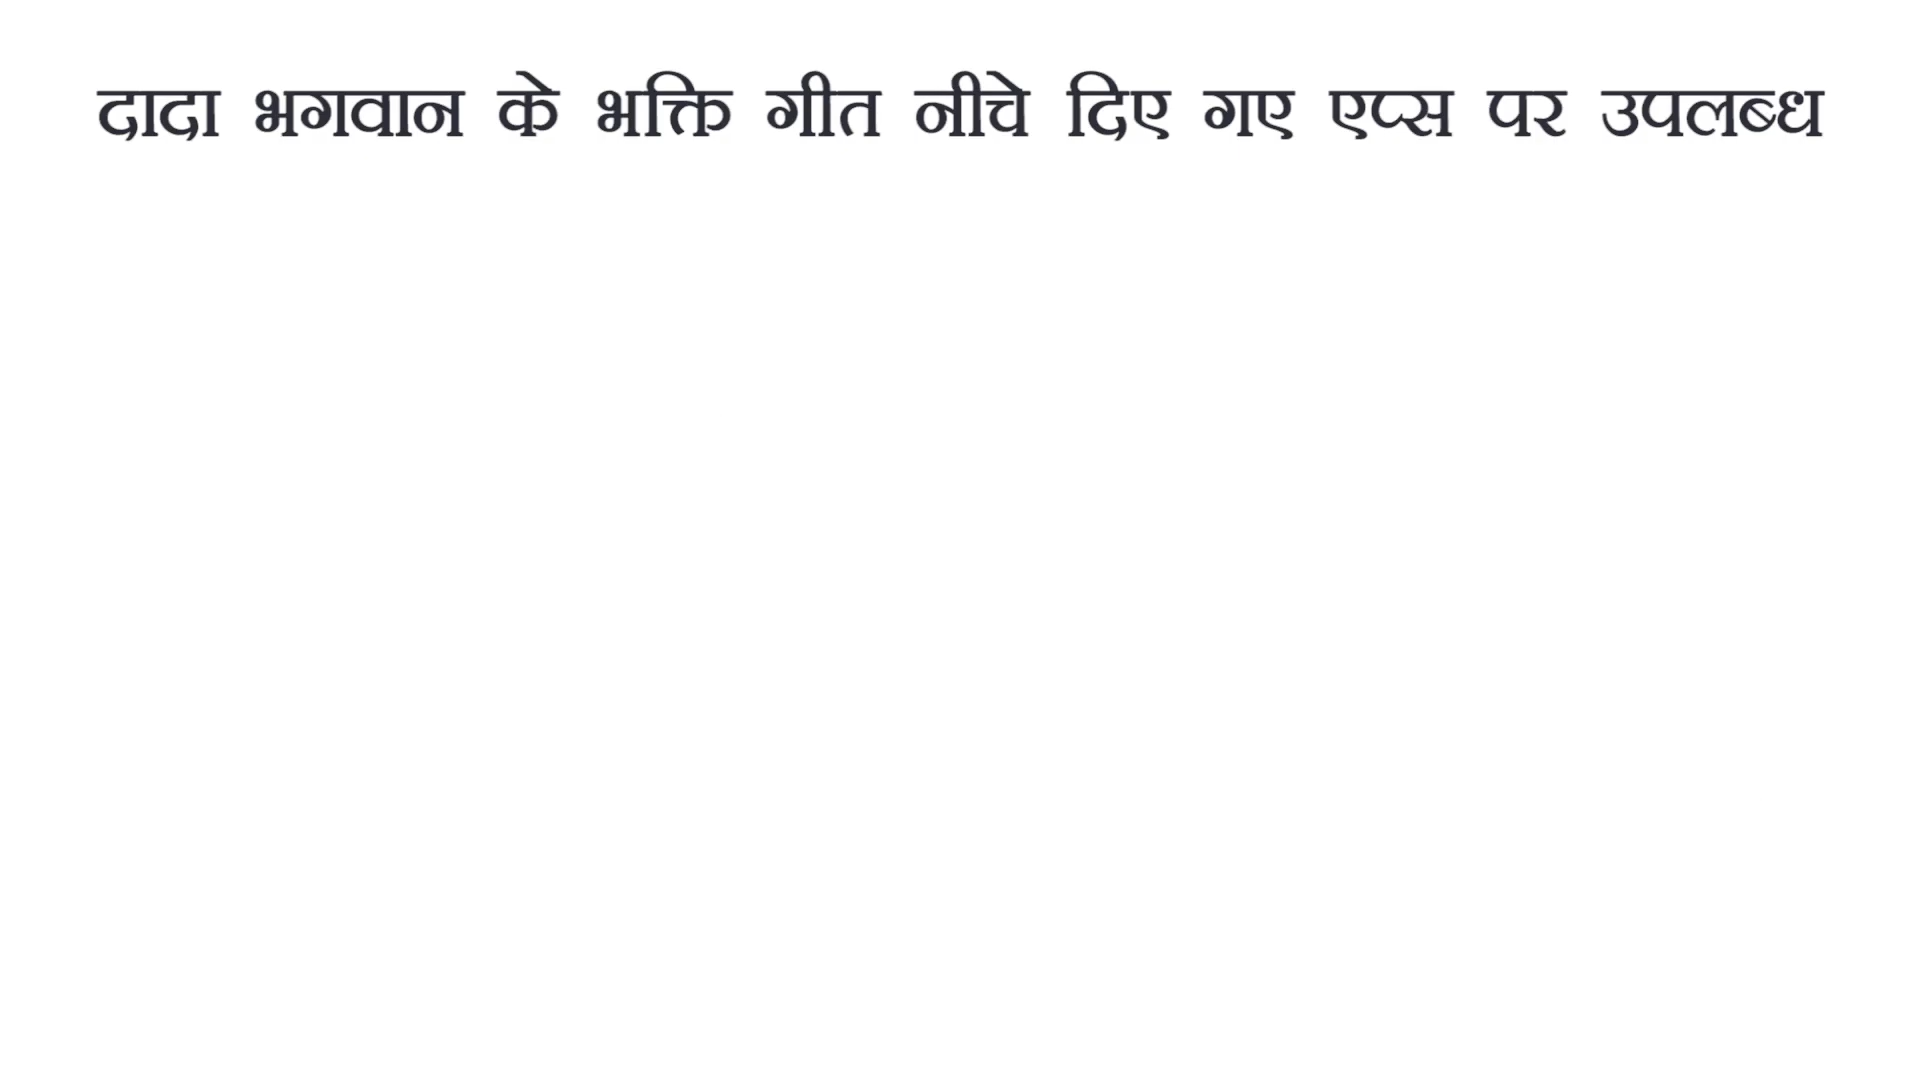 दादा भगवान के भक्ति गीत नीचे दिए गए एप्स पर उपलब्ध